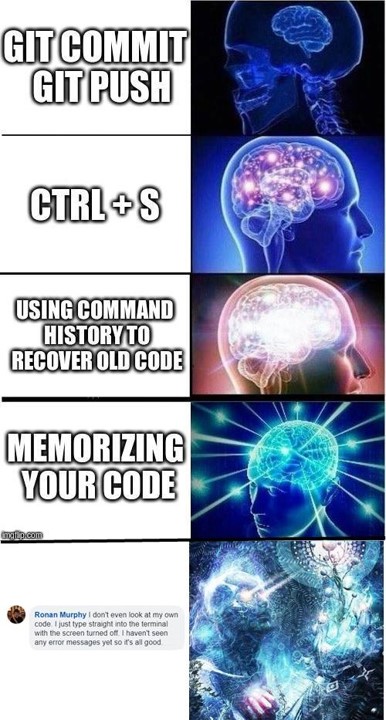 GIT COMMIT
GIT PUSH
CTRL + S
USING COMMAND
HISTORY TO
RECOVER OLD CODE
MEMORIZING
YOUR CODE
imgflip.com
Ronan Murphy I don't even look at my own
code. I just type straight into the terminal
with the screen turned off. I haven't seen
any error messages yet so it's all good.